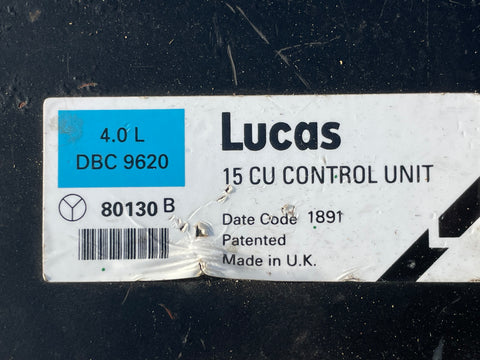 4.0 L
DBC 9620
80130 B
Lucas
15 CU CONTROL UNIT
Date Code 1891
Patented
Made in U.K.